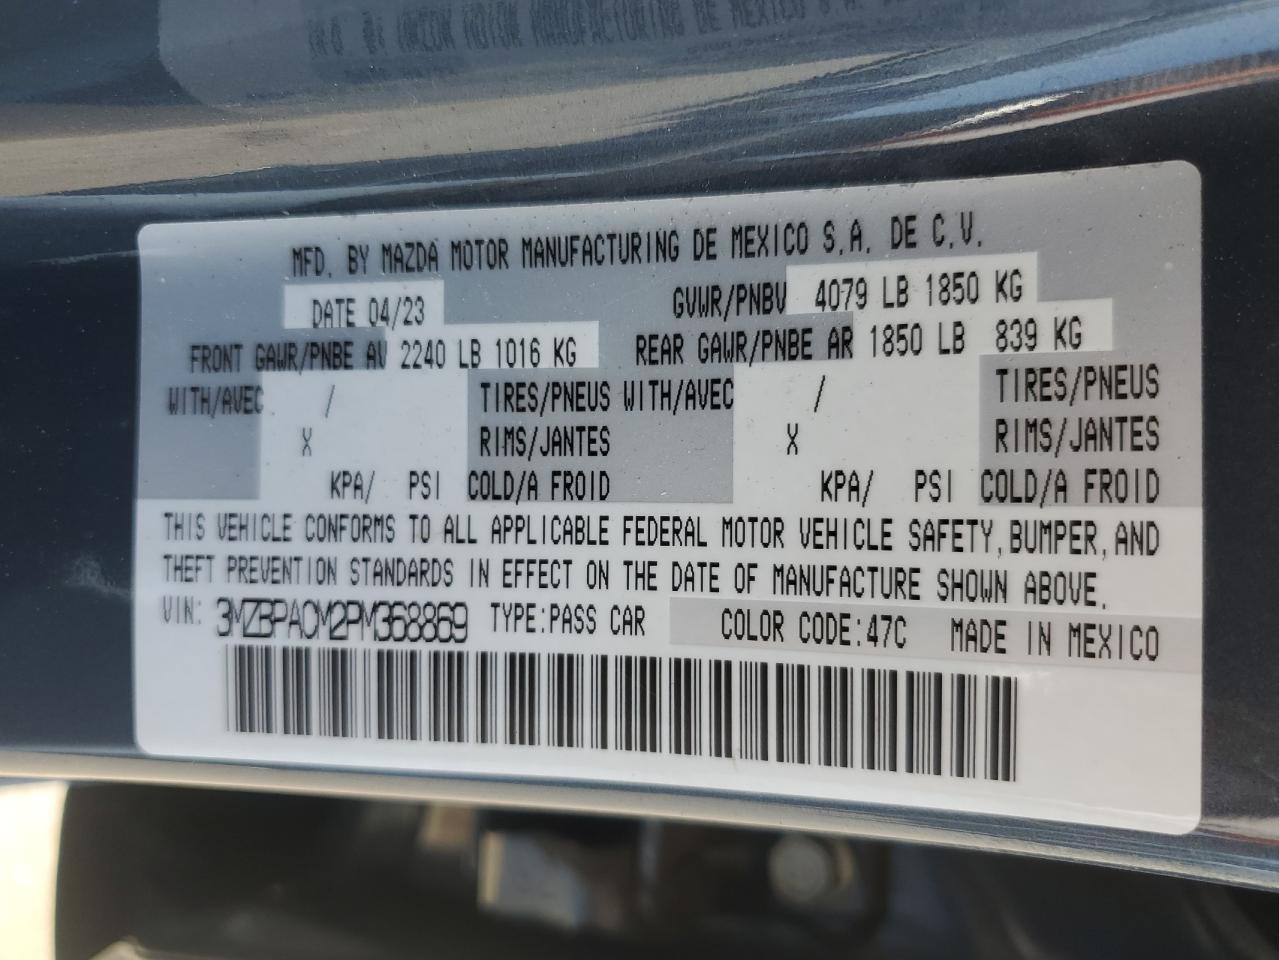 MFD. BY MAZDA MOTOR MANUFACTURING DE MEXICO S.A. DE C.V.
DATE 04/23 GVWR/PNBV 4079 LB 1850 KG
FRONT GAWR/PNBE AV 2240 LB 1016 KG REAR GAWR/PNBE AR 1850 LB 839 KG
WITH/AVEC / TIRES/PNEUS WITH/AVEC / TIRES/PNEUS
X RIMS/JANTES X RIMS/JANTES
KPA/ PSI COLD/A FROID KPA/ PSI COLD/A FROID
THIS VEHICLE CONFORMS TO ALL APPLICABLE FEDERAL MOTOR VEHICLE SAFETY, BUMPER, AND
THEFT PREVENTION STANDARDS IN EFFECT ON THE DATE OF MANUFACTURE SHOWN ABOVE.
VIN: 3MZBPACM2PM368869 TYPE:PASS CAR COLOR CODE:47C MADE IN MEXICO